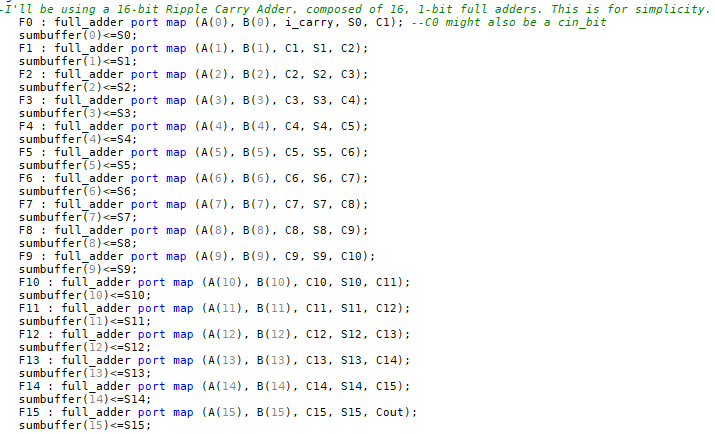 -I'll be using a 16-bit Ripple Carry Adder, composed of 16, 1-bit full adders. This is for simplicity.
F0 : full_adder port map (A(0), B(0), i_carry, S0, C1); --C0 might also be a cin_bit
sumbuffer(0)<=S0;
F1 : full_adder port map (A(1), B(1), C1, S1, C2);
sumbuffer(1)<=S1;
F2 : full_adder port map (A(2), B(2), C2, S2, C3);
sumbuffer(2)<=S2;
F3 : full_adder port map (A(3), B(3), C3, S3, C4);
sumbuffer(3)<=S3;
F4 : full_adder port map (A(4), B(4), C4, S4, C5);
sumbuffer(4)<=S4;
F5 : full_adder port map (A(5), B(5), C5, S5, C6);
sumbuffer(5)<=S5;
F6 : full_adder port map (A(6), B(6), C6, S6, C7);
sumbuffer(6)<=S6;
F7 : full_adder port map (A(7), B(7), C7, S7, C8);
sumbuffer(7)<=S7;
F8 : full_adder port map (A(8), B(8), C8, S8, C9);
sumbuffer(8)<=S8;
F9 : full_adder port map (A(9), B(9), C9, S9, C10);
sumbuffer(9)<=S9;
F10 : full_adder port map (A(10), B(10), C10, S10, C11);
sumbuffer(10)<=S10;
F11 : full_adder port map (A(11), B(11), C11, S11, C12);
sumbuffer(11)<=S11;
F12 : full_adder port map (A(12), B(12), C12, S12, C13);
sumbuffer(12)<=S12;
F13 : full_adder port map (A(13), B(13), C13, S13, C14);
sumbuffer(13)<=S13;
F14 : full_adder port map (A(14), B(14), C14, S14, C15);
sumbuffer(14)<=S14;
F15 : full_adder port map (A(15), B(15), C15, S15, Cout);
sumbuffer(15)<=S15;